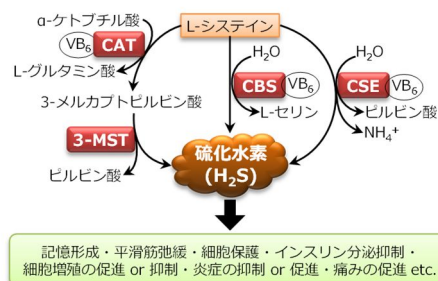 α-ケトブチル酸
L-システイン
VB6
CAT
H2O
H2O
L-グルタミン酸
CBS
VB6
CSE
VB6
3-メルカプトピルビン酸
L-セリン
ピルビン酸
NH4+
3-MST
硫化水素
(H2S)
ピルビン酸
記憶形成・平滑筋弛緩・細胞保護・インスリン分泌抑制・
細胞増殖の促進 or 抑制・炎症の抑制 or 促進・痛みの促進 etc.